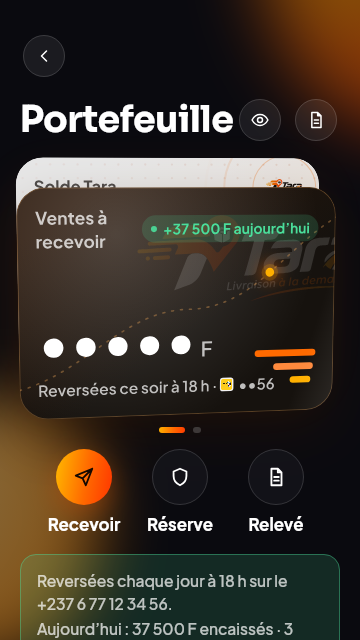 Portefeuille
Solde Tara
Tara
Ventes à
recevoir
+37 500 F aujourd'hui
Tara
Livraison à la dema
F
Reversées ce soir à 18 h · ••56
Recevoir
Réserve
Relevé
Reversées chaque jour à 18 h sur le
+237 6 77 12 34 56.
Aujourd'hui : 37 500 F encaissés · 3